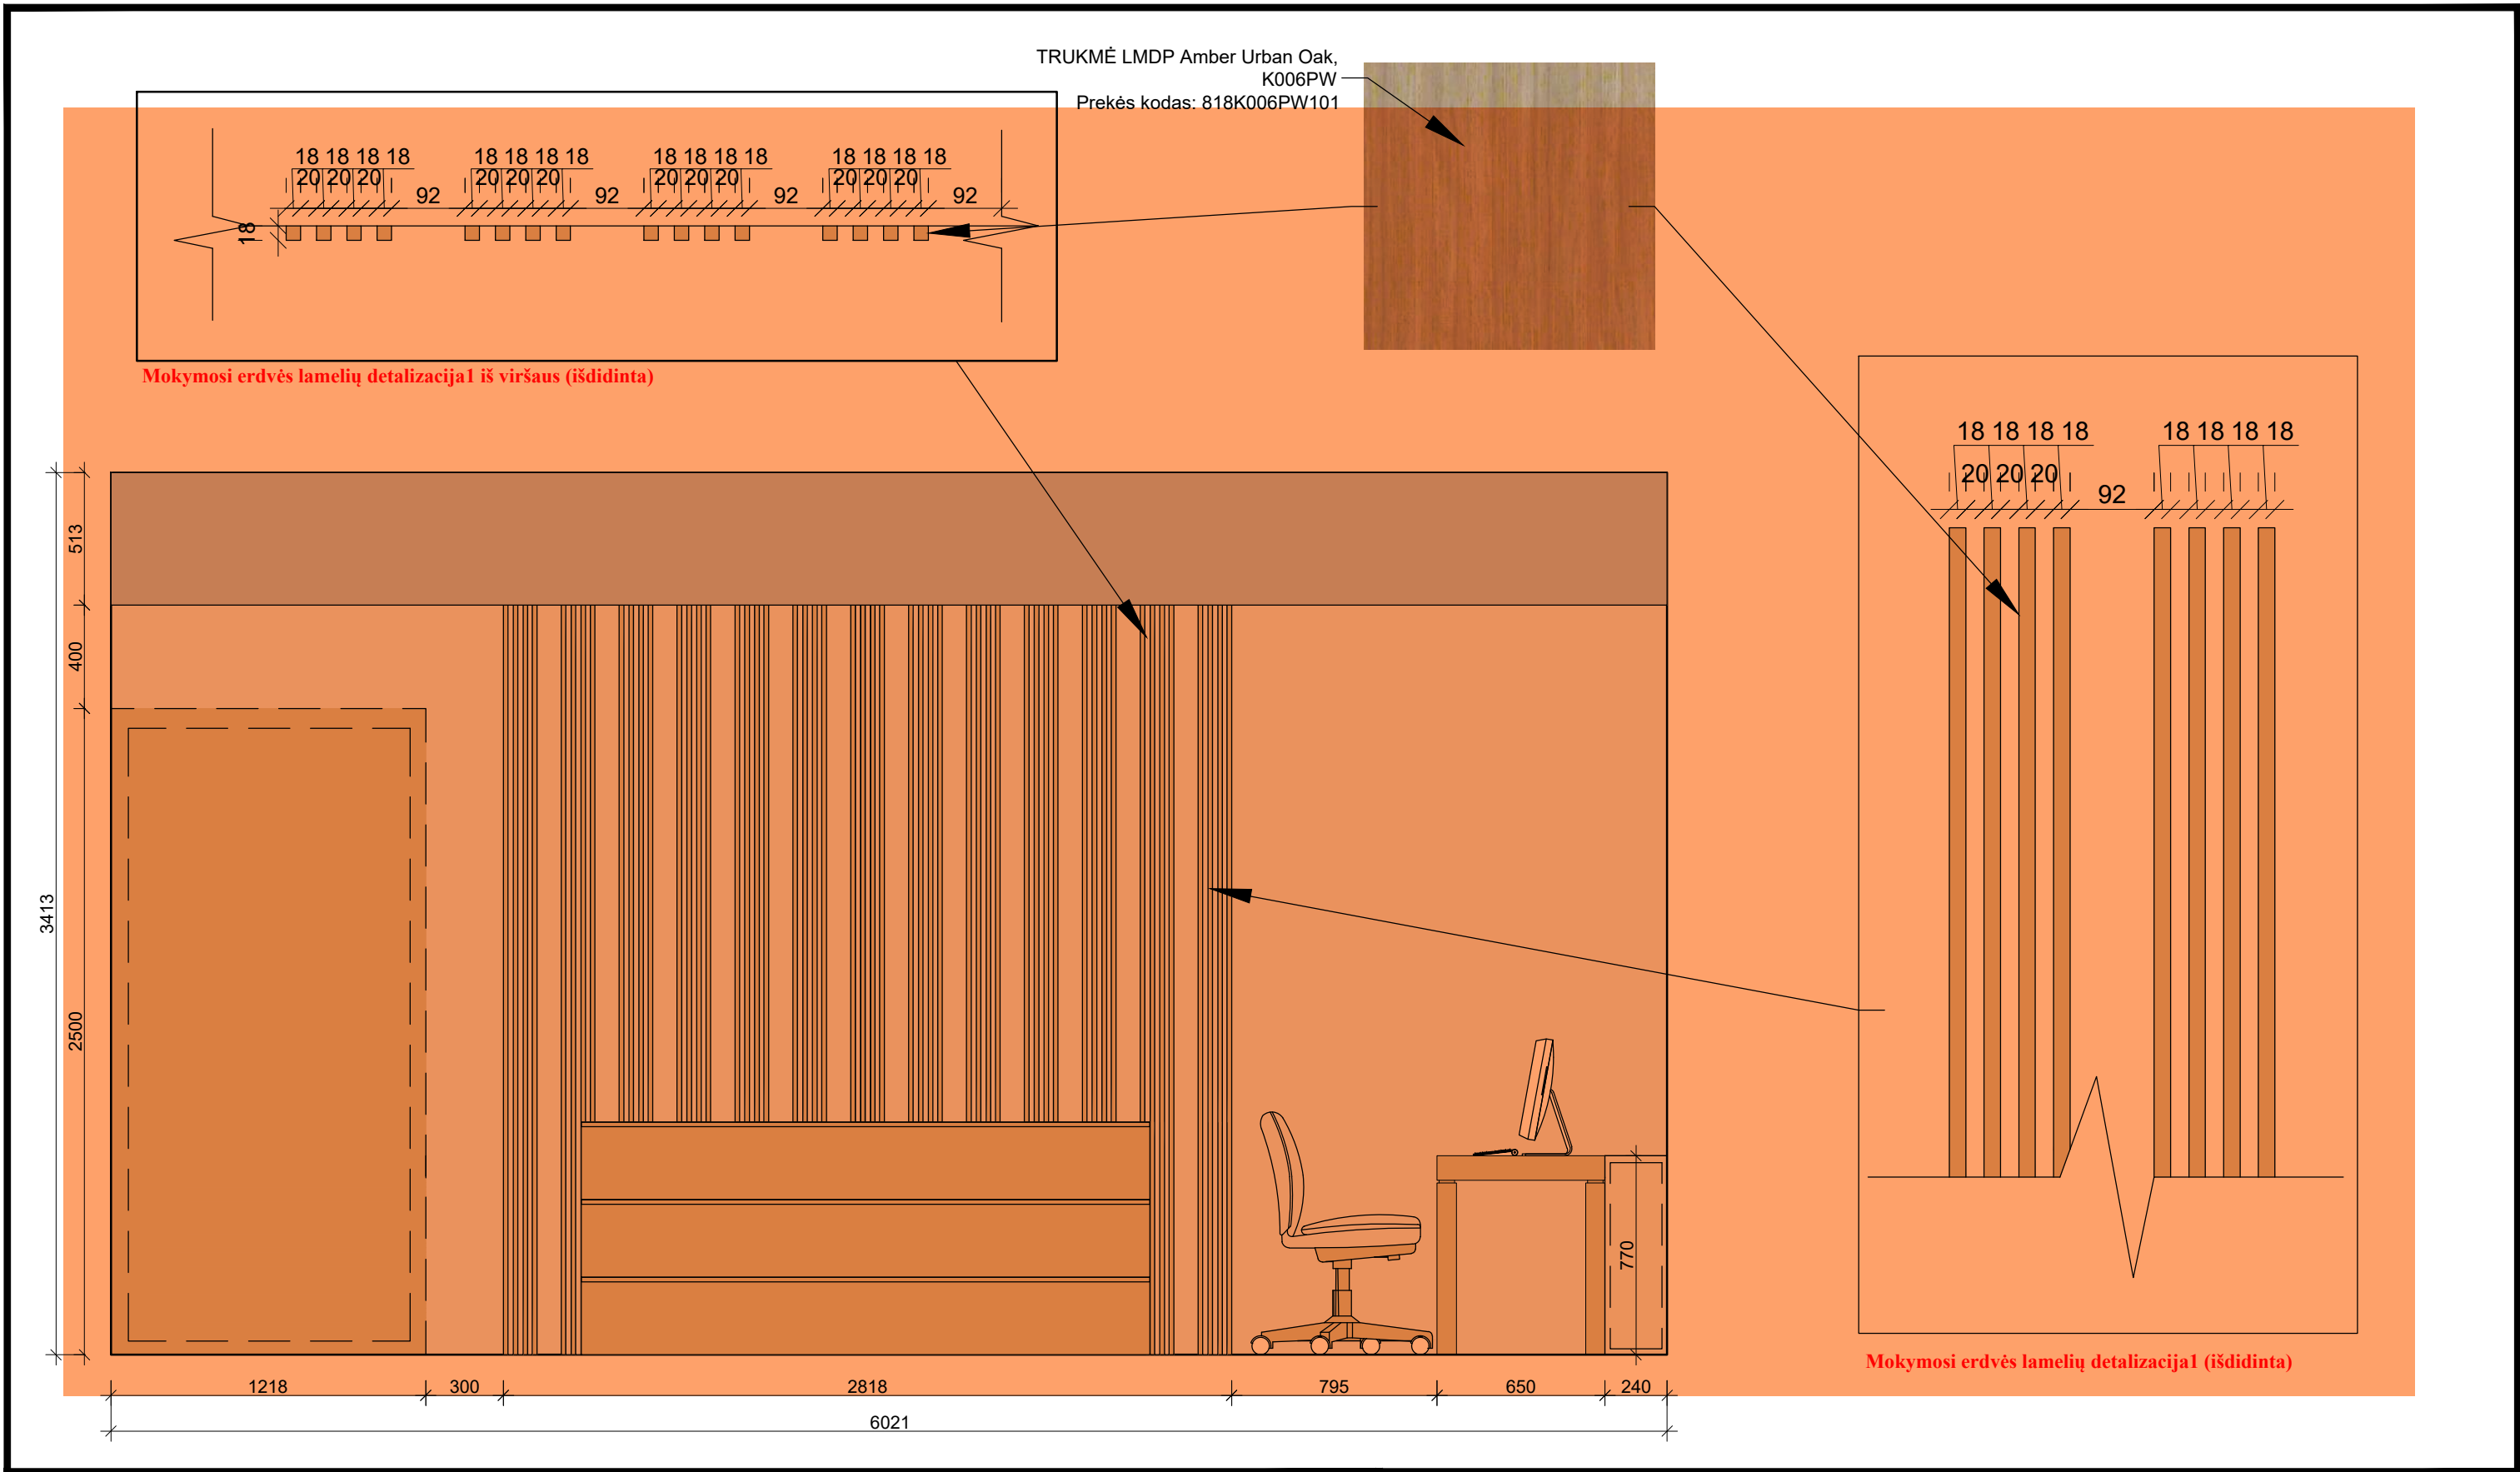 TRUKMĖ LMDP Amber Urban Oak,
K006PW
Prekės kodas: 818K006PW101
18 18 18 18 18 18 18 18 18 18 18 18 18 18 18 18
20 20 20 20 20 20 20 20 20 20 20 20
92 92 92 92
18
Mokymosi erdvės lamelių detalizacija1 iš viršaus (išdidinta)
18 18 18 18 18 18 18 18
20 20 20
92
513
400
3413
2500
770
Mokymosi erdvės lamelių detalizacija1 (išdidinta)
1218 300 2818 795 650 240
6021